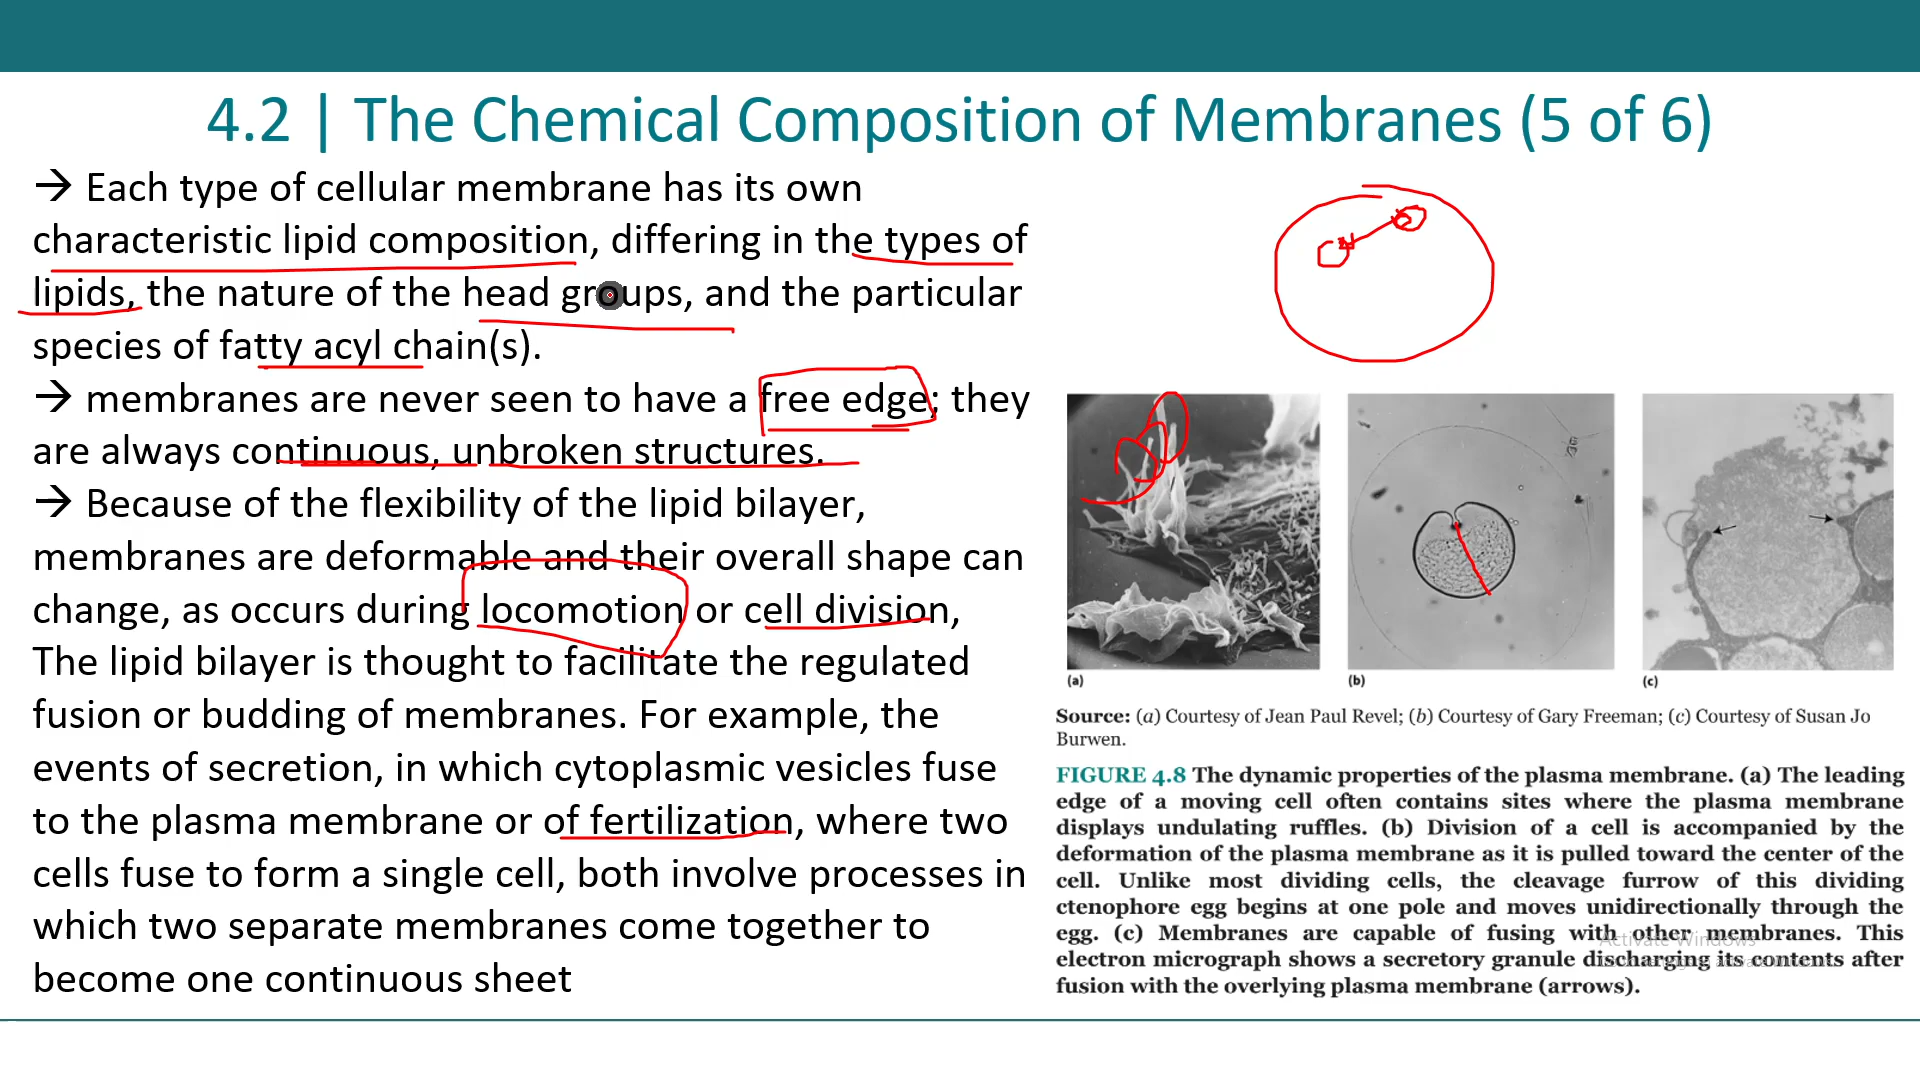 4.2 | The Chemical Composition of Membranes (5 of 6)
→ Each type of cellular membrane has its own
characteristic lipid composition, differing in the types of
lipids, the nature of the head groups, and the particular
species of fatty acyl chain(s).
→ membranes are never seen to have a free edge; they
are always continuous, unbroken structures.
→ Because of the flexibility of the lipid bilayer,
membranes are deformable and their overall shape can
change, as occurs during locomotion or cell division,
The lipid bilayer is thought to facilitate the regulated
fusion or budding of membranes. For example, the
events of secretion, in which cytoplasmic vesicles fuse
to the plasma membrane or of fertilization, where two
cells fuse to form a single cell, both involve processes in
which two separate membranes come together to
become one continuous sheet
(a) (b) (c)
Source: (a) Courtesy of Jean Paul Revel; (b) Courtesy of Gary Freeman; (c) Courtesy of Susan Jo
Burwen.
FIGURE 4.8 The dynamic properties of the plasma membrane. (a) The leading
edge of a moving cell often contains sites where the plasma membrane
displays undulating ruffles. (b) Division of a cell is accompanied by the
deformation of the plasma membrane as it is pulled toward the center of the
cell. Unlike most dividing cells, the cleavage furrow of this dividing
ctenophore egg begins at one pole and moves unidirectionally through the
egg. (c) Membranes are capable of fusing with other membranes. This
electron micrograph shows a secretory granule discharging its contents after
fusion with the overlying plasma membrane (arrows).
Activate Windows